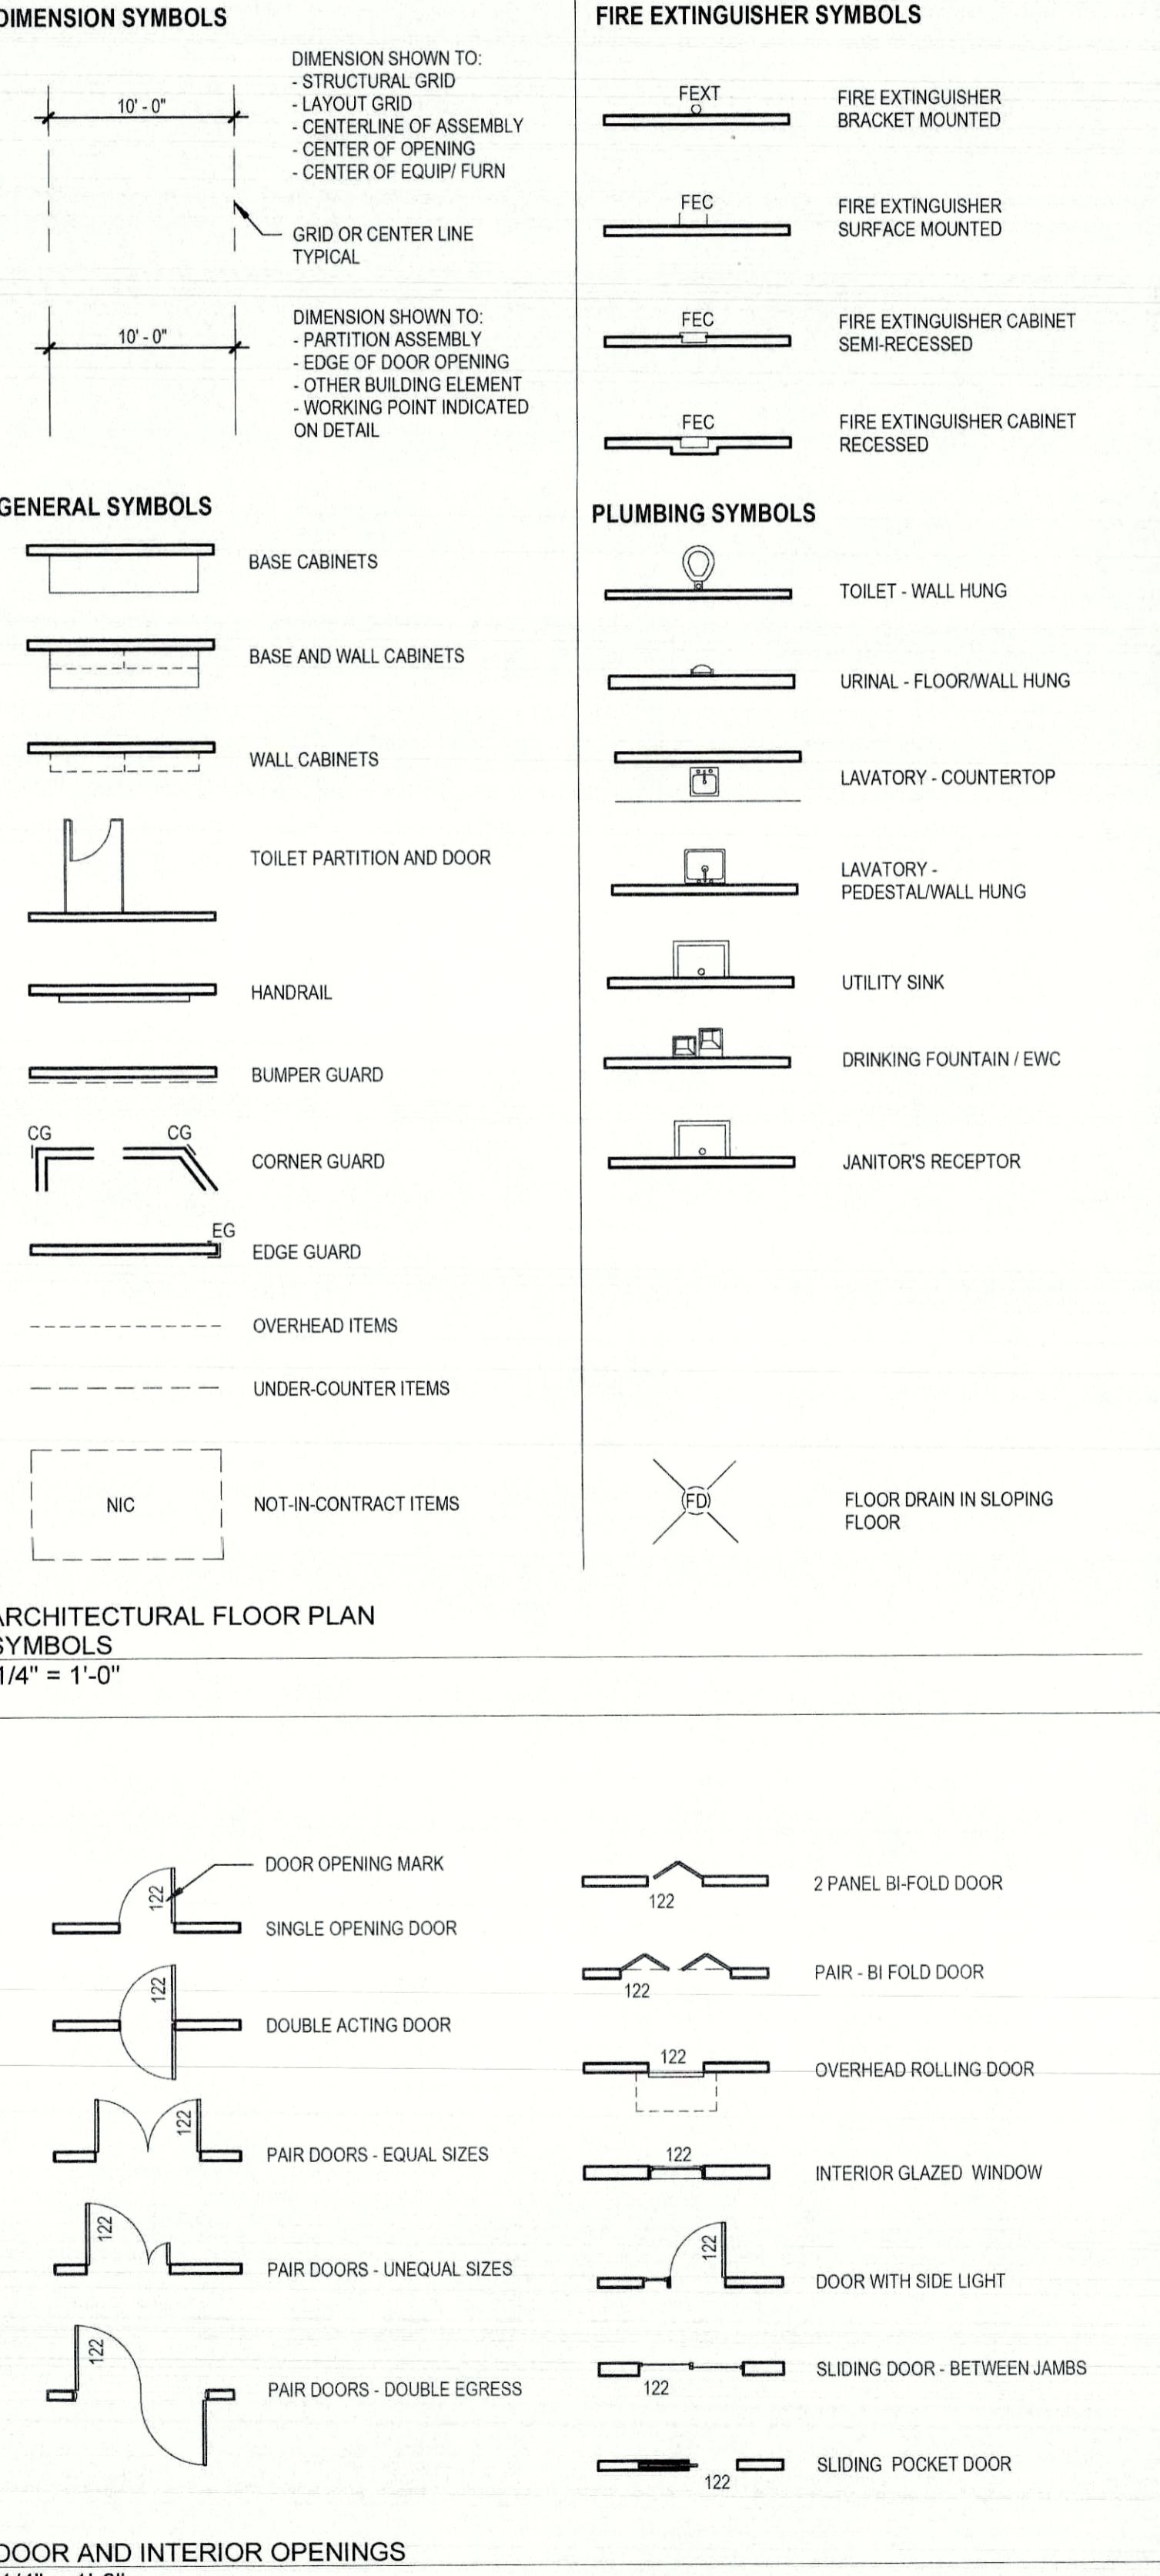 DIMENSION SYMBOLS
10' - 0"
DIMENSION SHOWN TO:
- STRUCTURAL GRID
- LAYOUT GRID
- CENTERLINE OF ASSEMBLY
- CENTER OF OPENING
- CENTER OF EQUIP/ FURN
GRID OR CENTER LINE
TYPICAL
10' - 0"
DIMENSION SHOWN TO:
- PARTITION ASSEMBLY
- EDGE OF DOOR OPENING
- OTHER BUILDING ELEMENT
- WORKING POINT INDICATED
ON DETAIL
GENERAL SYMBOLS
BASE CABINETS
BASE AND WALL CABINETS
WALL CABINETS
TOILET PARTITION AND DOOR
HANDRAIL
BUMPER GUARD
CG CG
CORNER GUARD
EG
EDGE GUARD
OVERHEAD ITEMS
UNDER-COUNTER ITEMS
NIC
NOT-IN-CONTRACT ITEMS
FIRE EXTINGUISHER SYMBOLS
FEXT
FIRE EXTINGUISHER
BRACKET MOUNTED
FEC
FIRE EXTINGUISHER
SURFACE MOUNTED
FEC
FIRE EXTINGUISHER CABINET
SEMI-RECESSED
FEC
FIRE EXTINGUISHER CABINET
RECESSED
PLUMBING SYMBOLS
TOILET - WALL HUNG
URINAL - FLOOR/WALL HUNG
LAVATORY - COUNTERTOP
LAVATORY -
PEDESTAL/WALL HUNG
UTILITY SINK
DRINKING FOUNTAIN / EWC
JANITOR'S RECEPTOR
FD
FLOOR DRAIN IN SLOPING
FLOOR
ARCHITECTURAL FLOOR PLAN
SYMBOLS
1/4" = 1'-0"
DOOR OPENING MARK
122
SINGLE OPENING DOOR
122
DOUBLE ACTING DOOR
122
PAIR DOORS - EQUAL SIZES
122
PAIR DOORS - UNEQUAL SIZES
122
PAIR DOORS - DOUBLE EGRESS
2 PANEL BI-FOLD DOOR
122
PAIR - BI FOLD DOOR
122
122
OVERHEAD ROLLING DOOR
122
INTERIOR GLAZED WINDOW
122
DOOR WITH SIDE LIGHT
SLIDING DOOR - BETWEEN JAMBS
122
SLIDING POCKET DOOR
122
DOOR AND INTERIOR OPENINGS